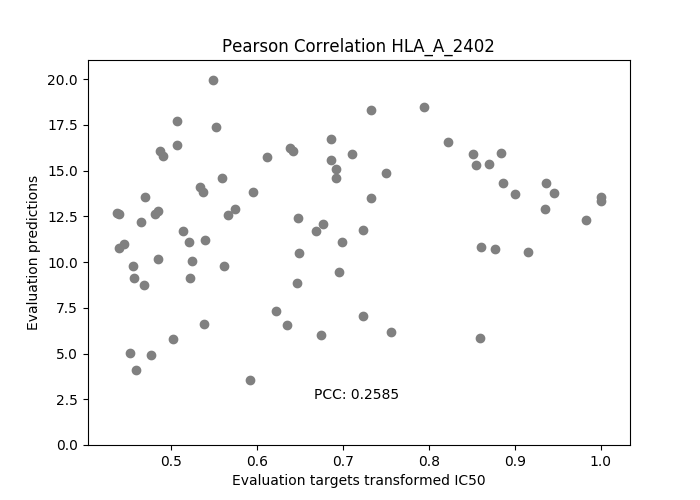 Pearson Correlation HLA_A_2402
20.0
17.5
15.0
12.5
10.0
7.5
5.0
2.5
0.0
Evaluation predictions
PCC: 0.2585
0.5 0.6 0.7 0.8 0.9 1.0
Evaluation targets transformed IC50